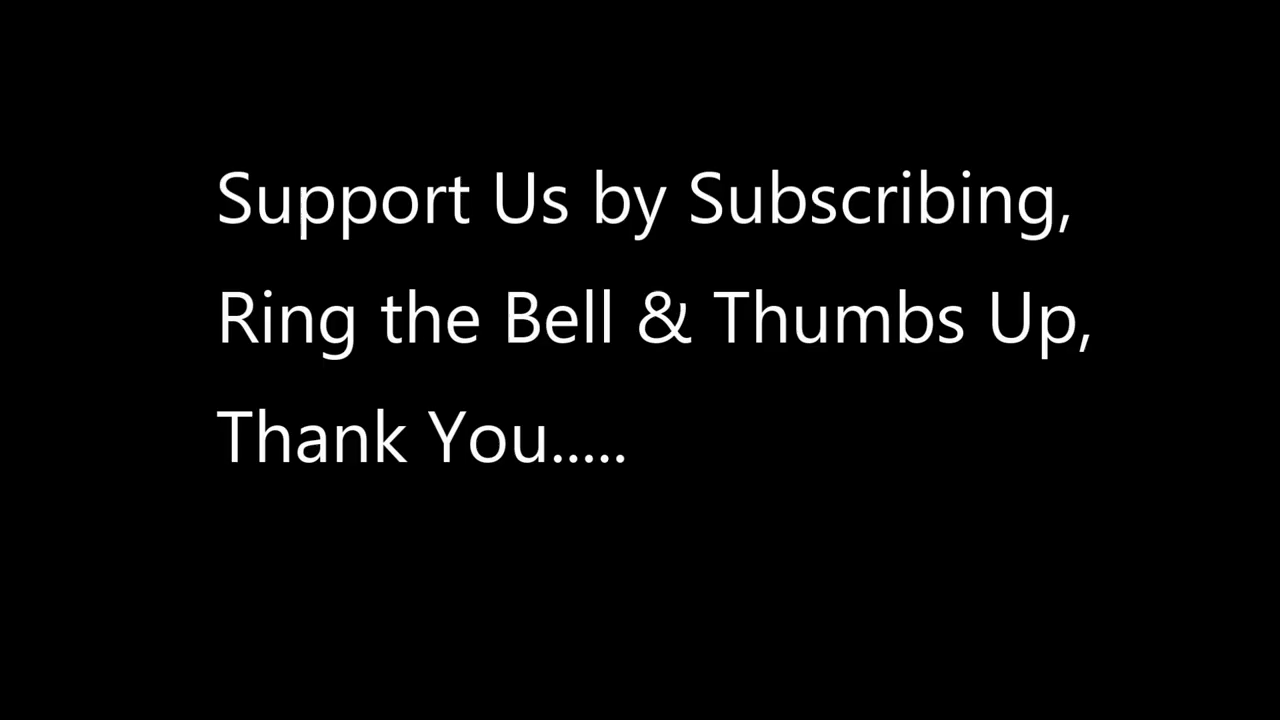 Support Us by Subscribing,
Ring the Bell & Thumbs Up,
Thank You.....